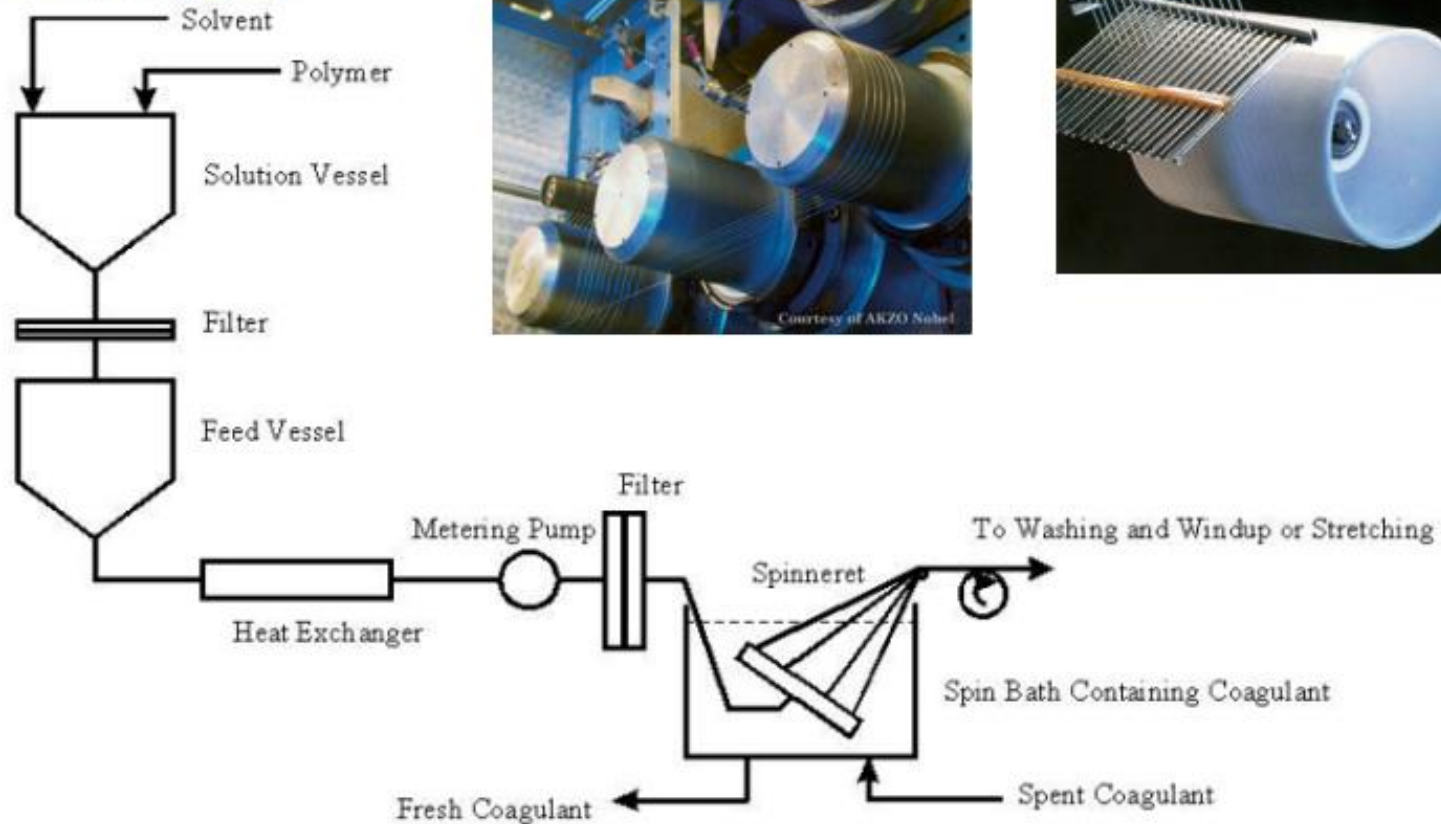 Solvent
Polymer
Solution Vessel
Filter
Feed Vessel
Courtesy of AKZO Nobel
Filter
Metering Pump
To Washing and Windup or Stretching
Spinneret
Heat Exchanger
Spin Bath Containing Coagulant
Fresh Coagulant
Spent Coagulant